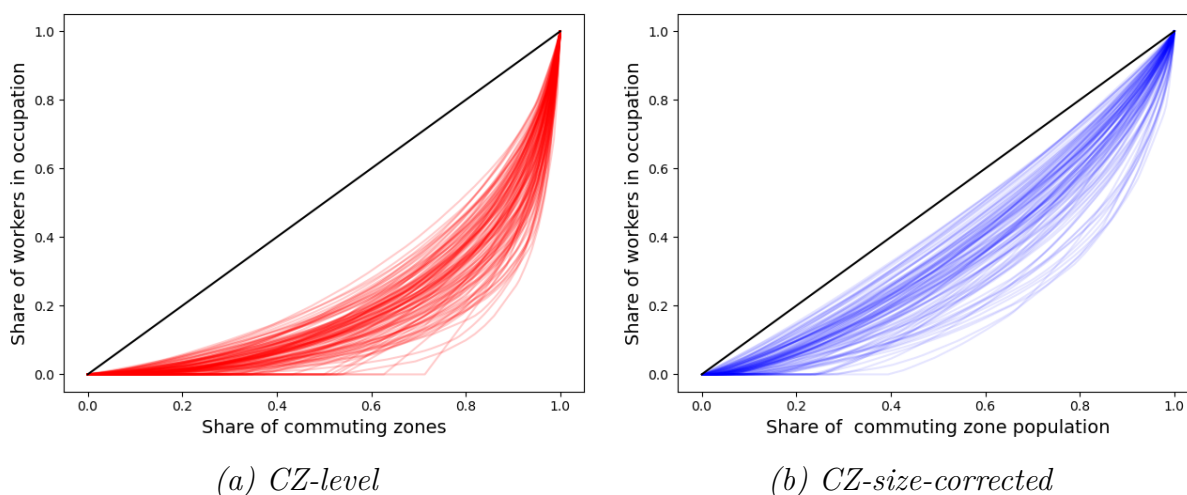 1.0
0.8
0.6
0.4
0.2
0.0
Share of workers in occupation
0.0 0.2 0.4 0.6 0.8 1.0
Share of commuting zones
(a) CZ-level
1.0
0.8
0.6
0.4
0.2
0.0
Share of workers in occupation
0.0 0.2 0.4 0.6 0.8 1.0
Share of  commuting zone population
(b) CZ-size-corrected